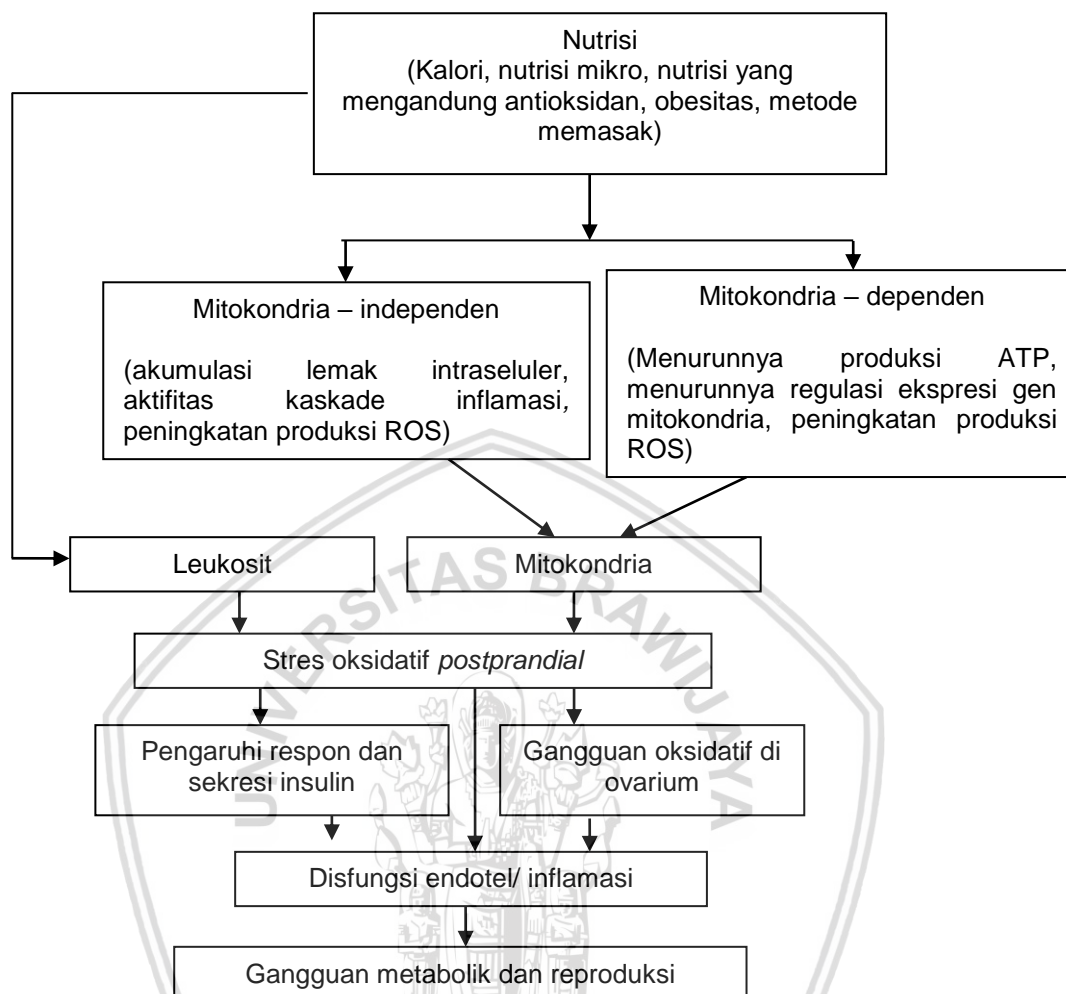 Nutrisi
(Kalori, nutrisi mikro, nutrisi yang
mengandung antioksidan, obesitas, metode
memasak)
Mitokondria – independen
(akumulasi lemak intraseluler,
aktifitas kaskade inflamasi,
peningkatan produksi ROS)
Mitokondria – dependen
(Menurunnya produksi ATP,
menurunnya regulasi ekspresi gen
mitokondria, peningkatan produksi
ROS)
Leukosit
Mitokondria
Stres oksidatif postprandial
Pengaruhi respon dan
sekresi insulin
Gangguan oksidatif di
ovarium
Disfungsi endotel/ inflamasi
Gangguan metabolik dan reproduksi
UNIVERSITAS BRAWIJAYA